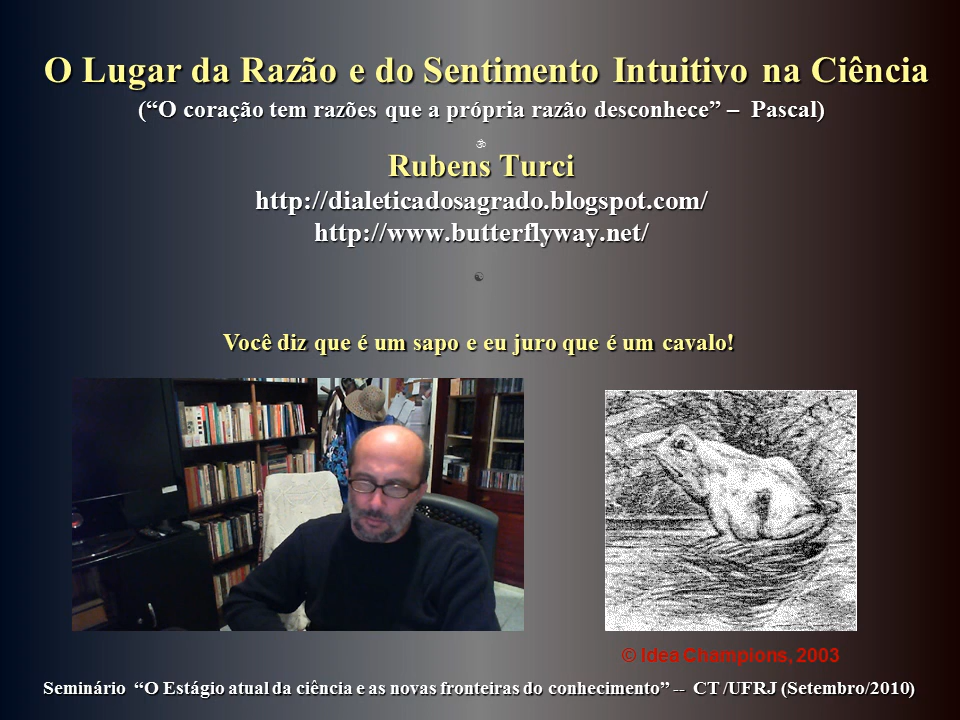 O Lugar da Razão e do Sentimento Intuitivo na Ciência
(“O coração tem razões que a própria razão desconhece” – Pascal)
ॐ
Rubens Turci
http://dialeticadosagrado.blogspot.com/
http://www.butterflyway.net/
☯
Você diz que é um sapo e eu juro que é um cavalo!
© Idea Champions, 2003
Seminário “O Estágio atual da ciência e as novas fronteiras do conhecimento” -- CT /UFRJ (Setembro/2010)